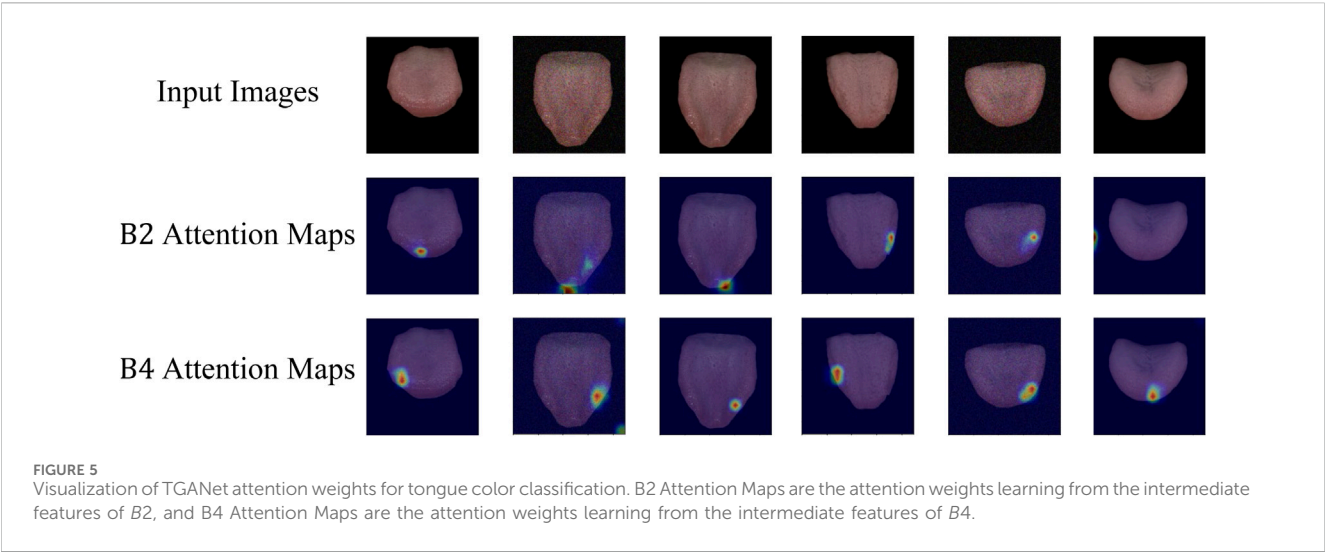 Input Images
B2 Attention Maps
B4 Attention Maps
FIGURE 5
Visualization of TGANet attention weights for tongue color classification. B2 Attention Maps are the attention weights learning from the intermediate
features of B2, and B4 Attention Maps are the attention weights learning from the intermediate features of B4.